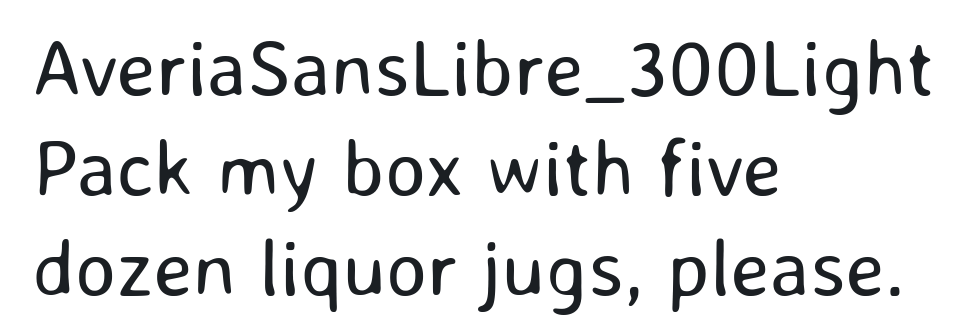 AveriaSansLibre_300Light
Pack my box with five
dozen liquor jugs, please.